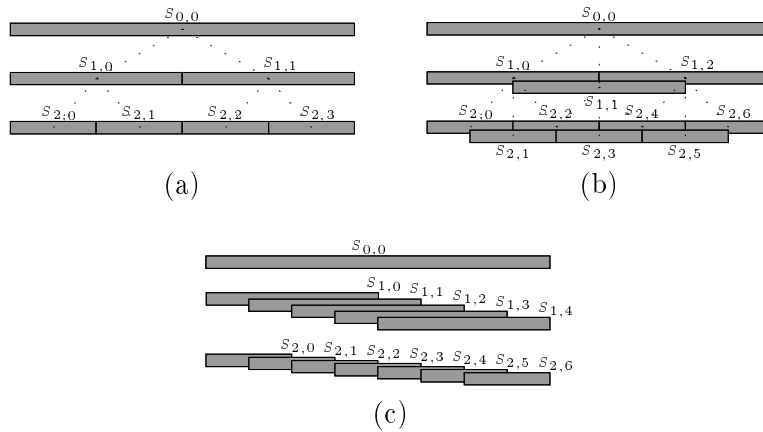 S0,0
S1,0 S1,1
S2,0 S2,1 S2,2 S2,3
(a)
S0,0
S1,0 S1,2
S1,1
S2,0 S2,2 S2,4 S2,6
S2,1 S2,3 S2,5
(b)
S0,0
S1,0 S1,1 S1,2 S1,3 S1,4
S2,0 S2,1 S2,2 S2,3 S2,4 S2,5 S2,6
(c)